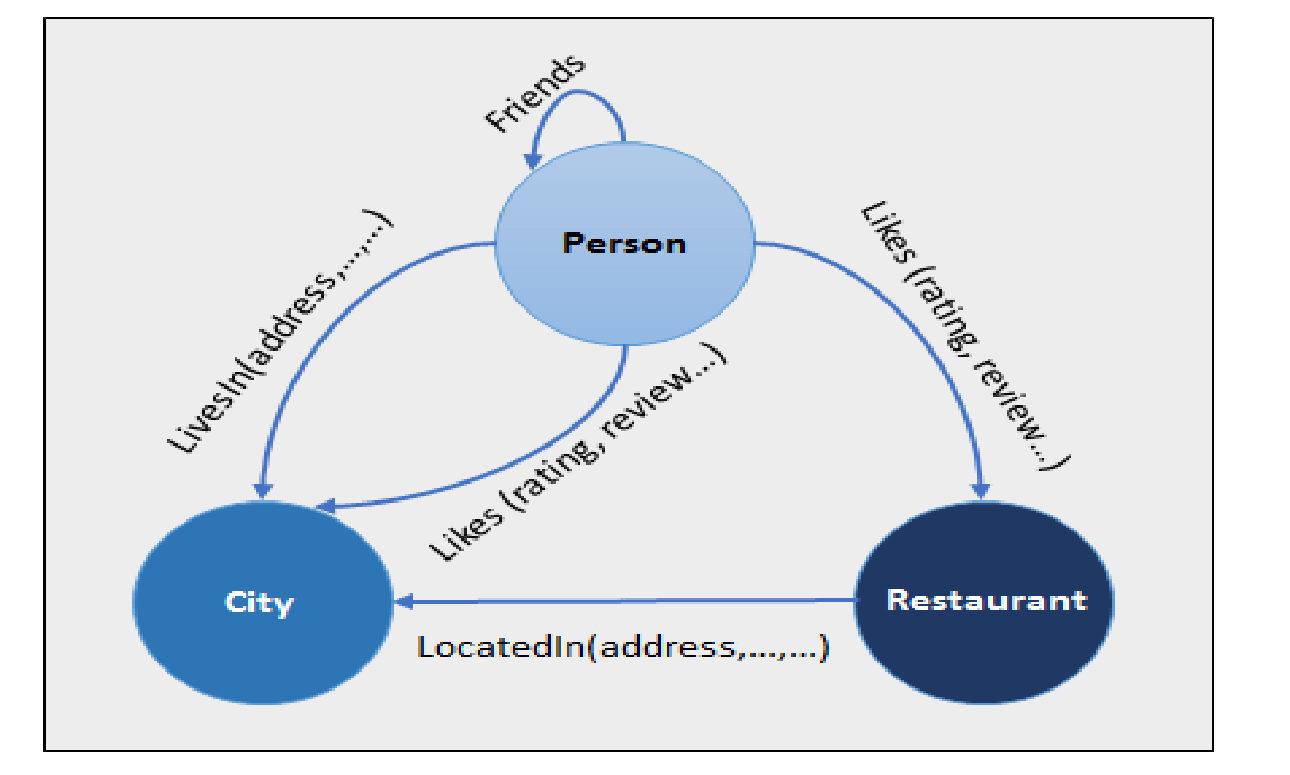 Friends
Person
LivesIn(address,...,...)
Likes (rating, review...)
Likes (rating, review...)
City
Restaurant
LocatedIn(address,...,...)